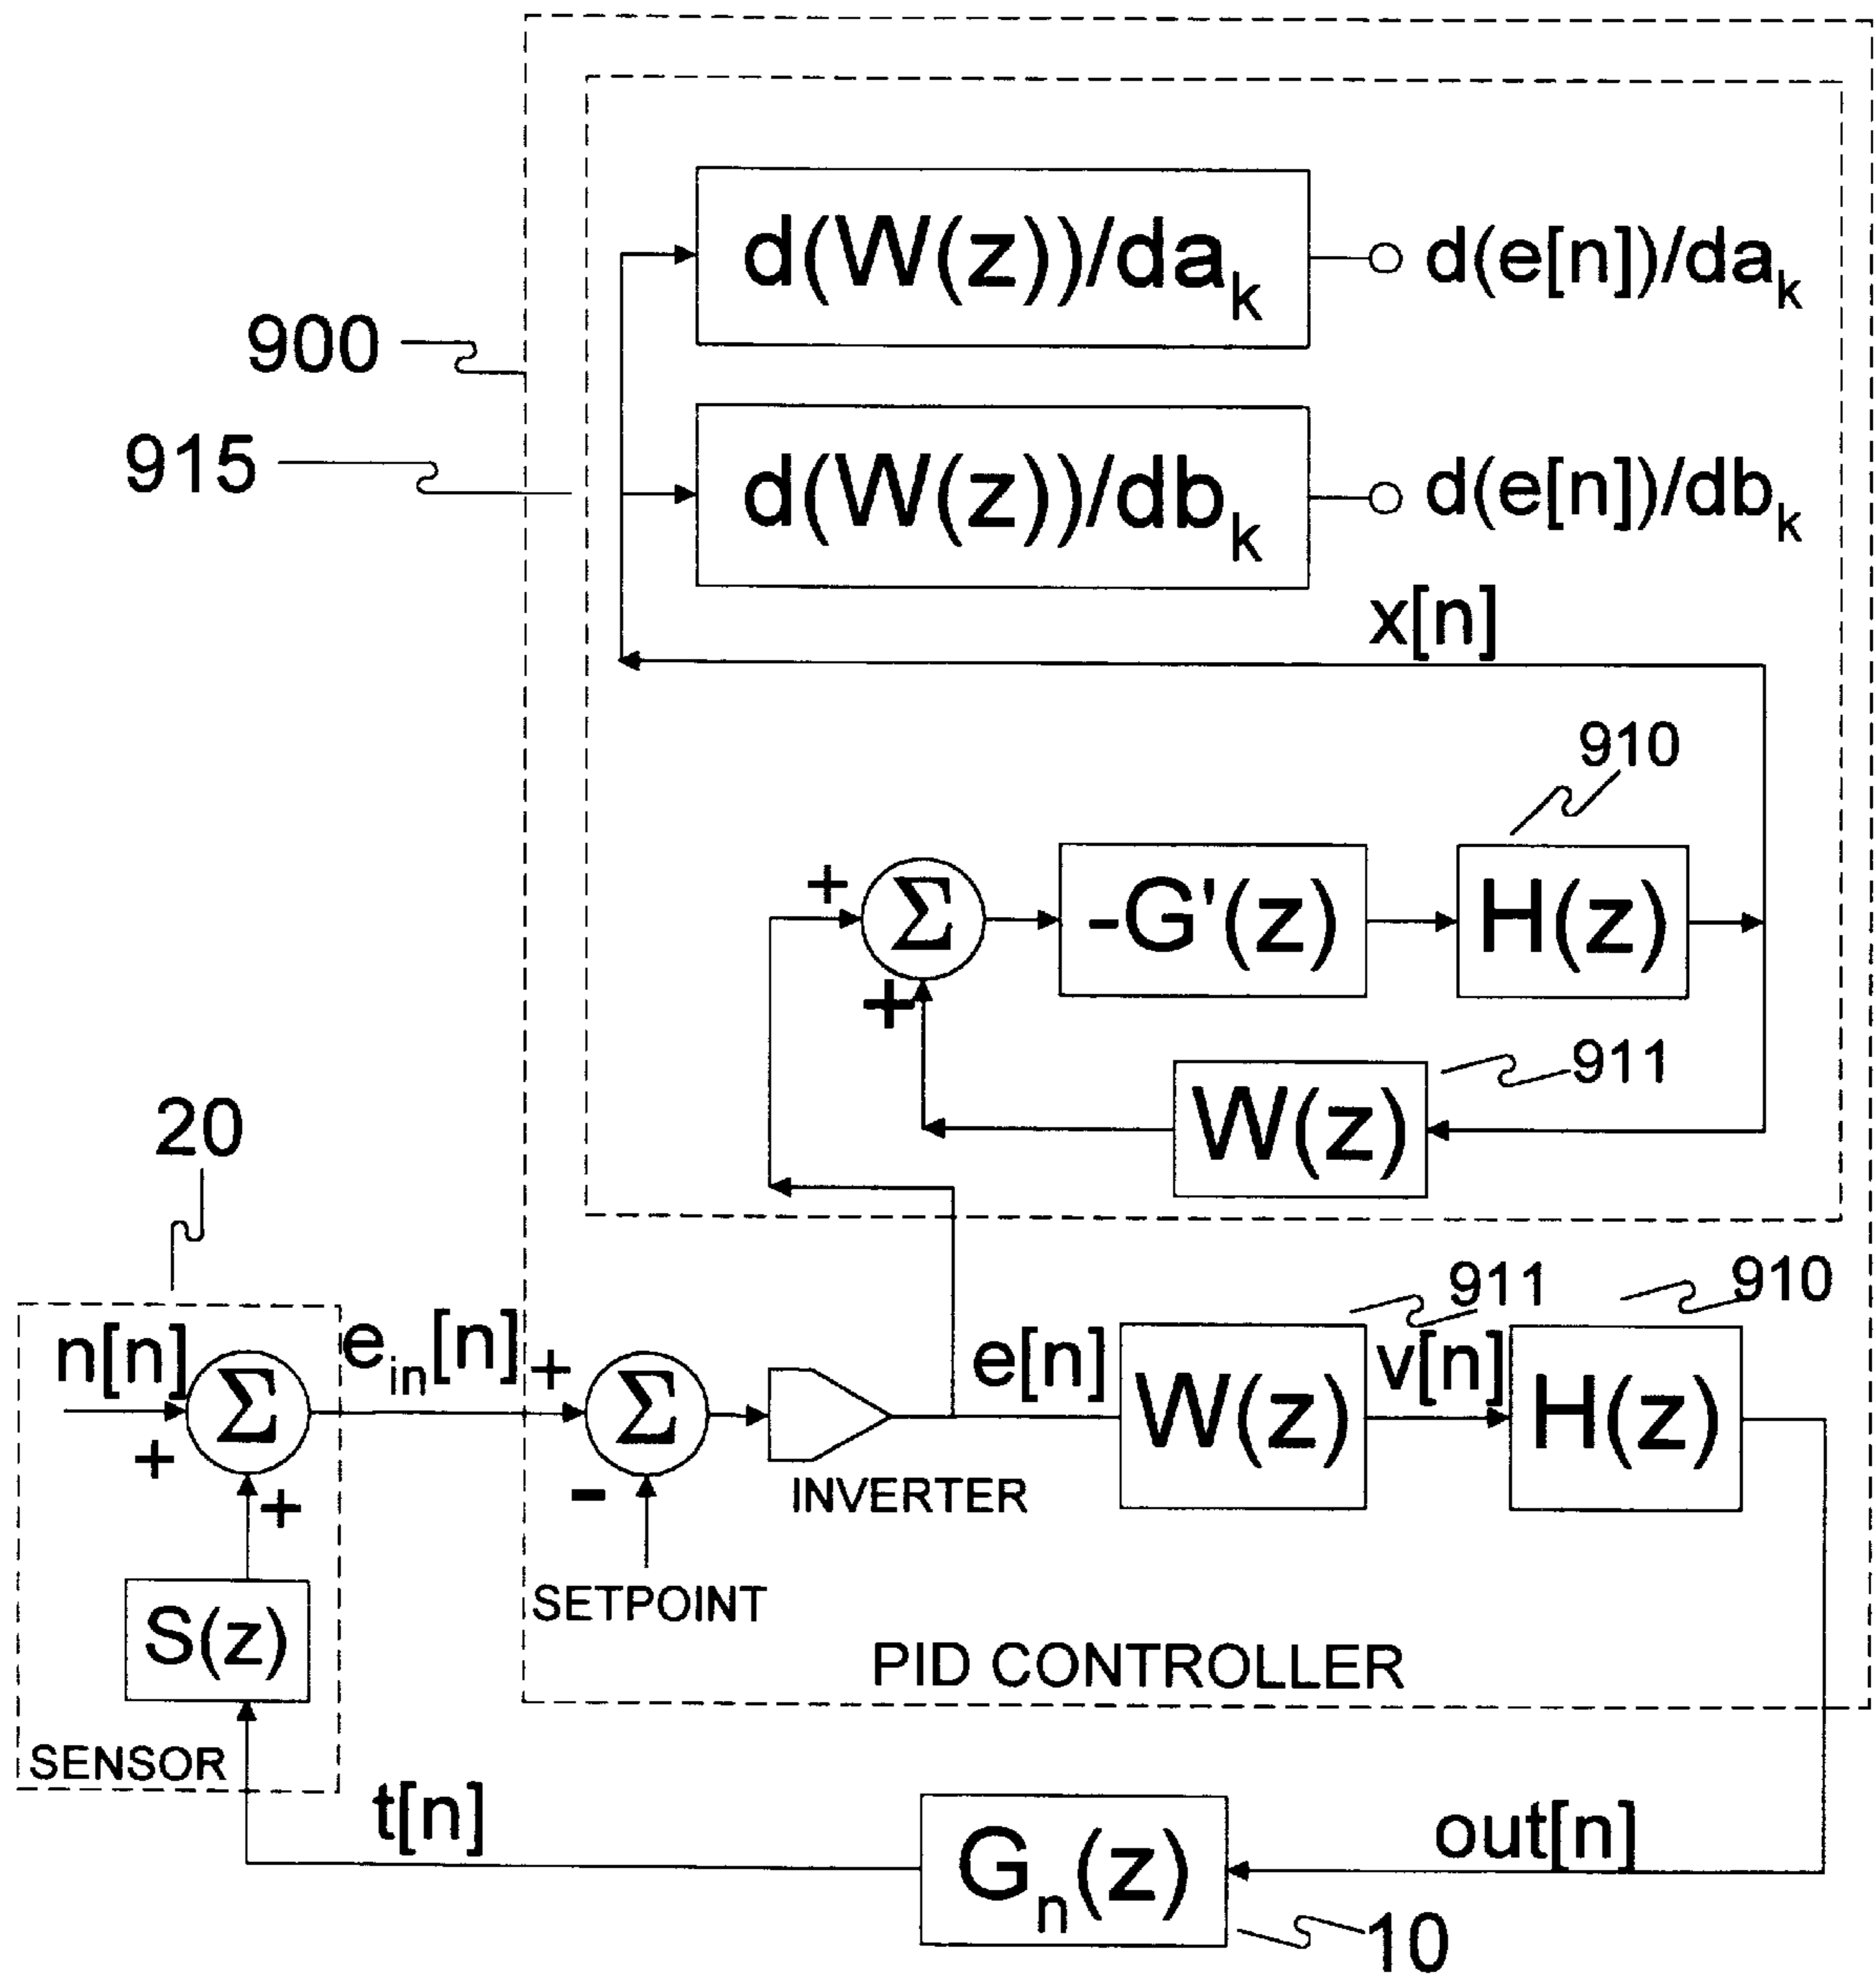 d(W(z))/da_k
d(e[n])/da_k
900
915
d(W(z))/db_k
d(e[n])/db_k
x[n]
910
+
Σ
-G'(z)
H(z)
+
911
W(z)
20
911
910
n[n]
+
Σ
+
e_in[n]
+
Σ
-
e[n]
W(z)
v[n]
H(z)
INVERTER
SETPOINT
S(z)
PID CONTROLLER
SENSOR
t[n]
G_n(z)
out[n]
10